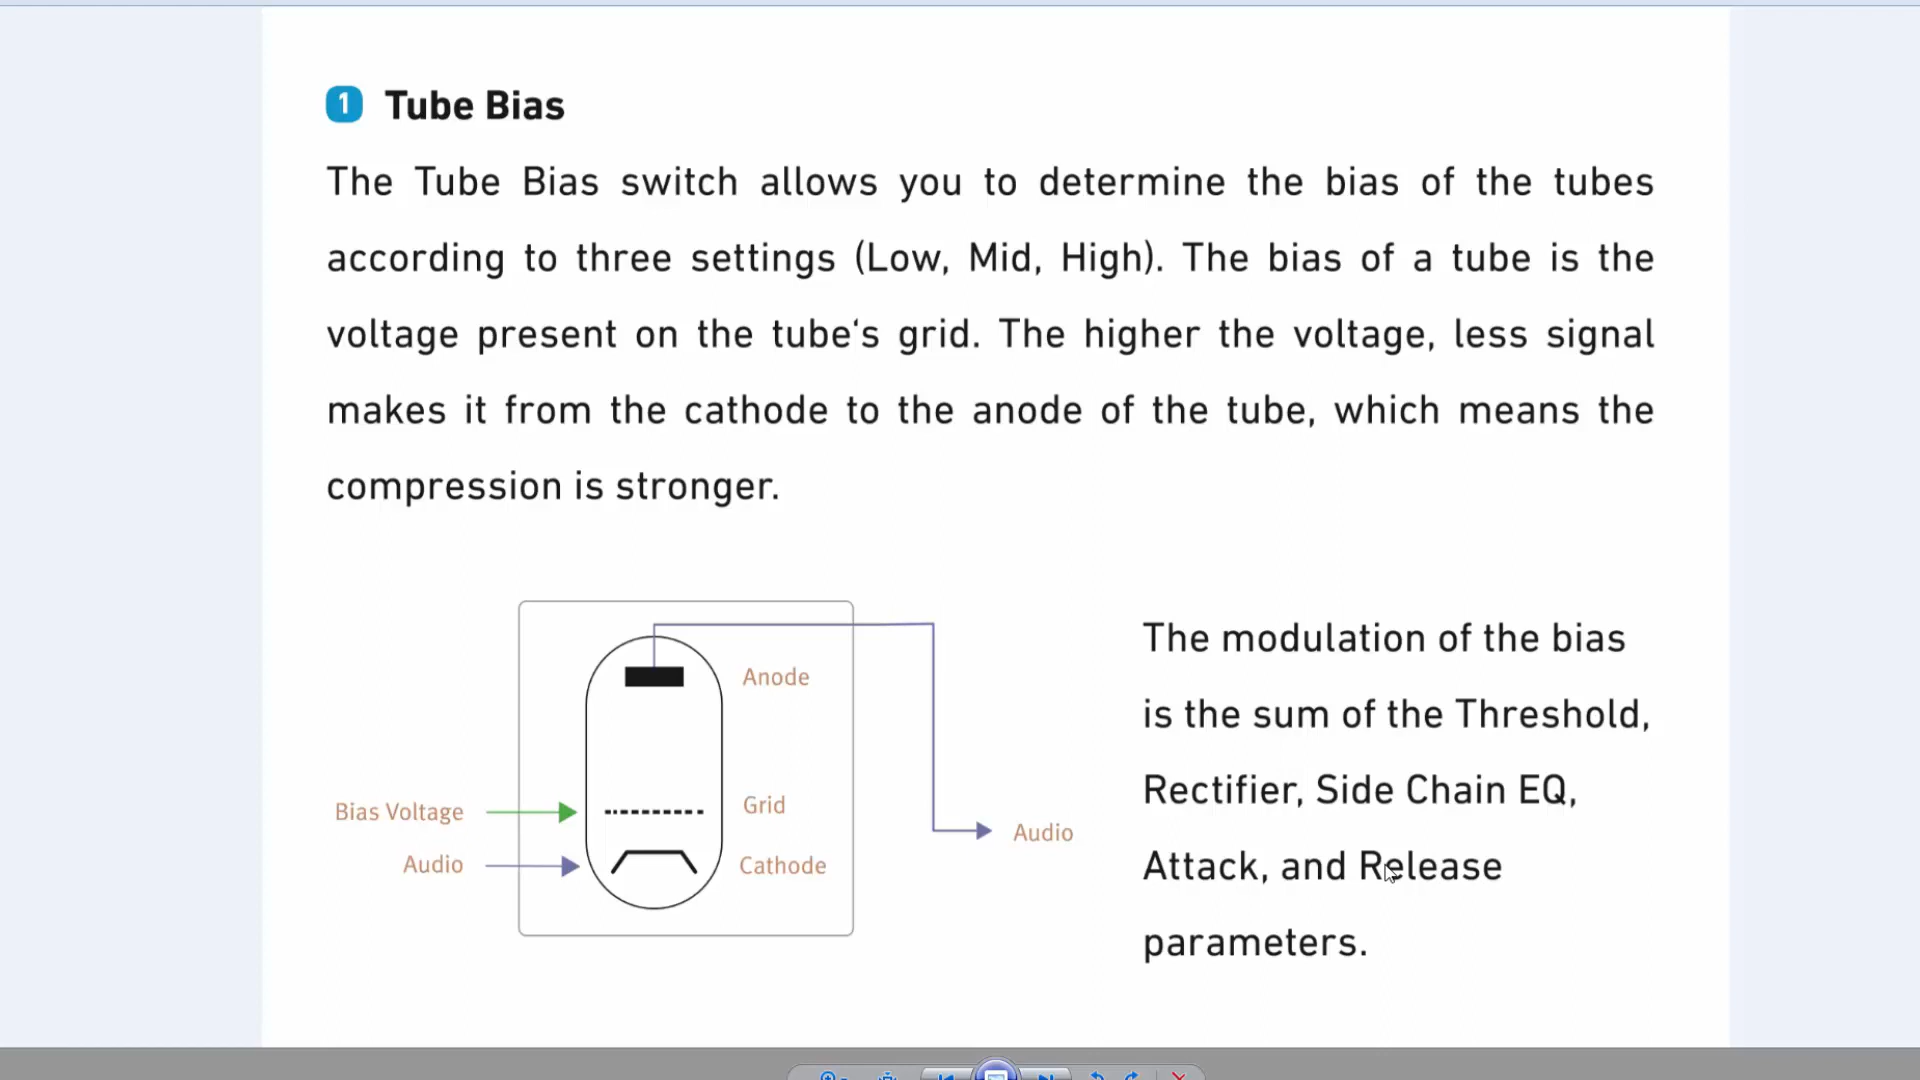 1 Tube Bias
The Tube Bias switch allows you to determine the bias of the tubes
according to three settings (Low, Mid, High). The bias of a tube is the
voltage present on the tube‘s grid. The higher the voltage, less signal
makes it from the cathode to the anode of the tube, which means the
compression is stronger.
Anode
Bias Voltage
Grid
Audio
Cathode
Audio
The modulation of the bias
is the sum of the Threshold,
Rectifier, Side Chain EQ,
Attack, and Release
parameters.